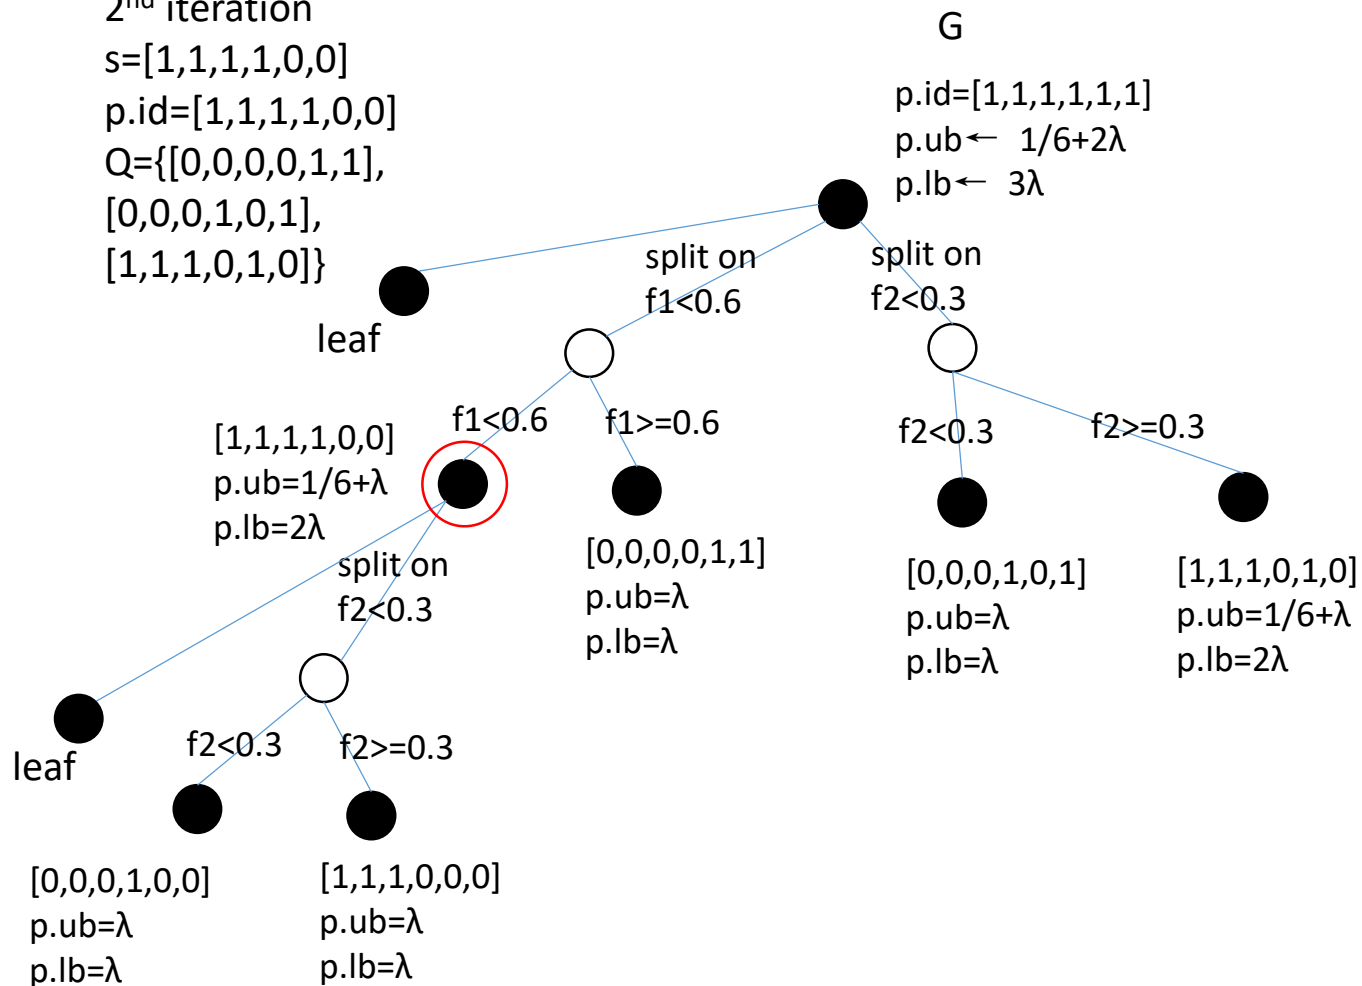 2nd iteration
s=[1,1,1,1,0,0]
p.id=[1,1,1,1,0,0]
Q={[0,0,0,0,1,1],
[0,0,0,1,0,1],
[1,1,1,0,1,0]}
G
p.id=[1,1,1,1,1,1]
p.ub← 1/6+2λ
p.lb← 3λ
leaf
split on
f1<0.6
split on
f2<0.3
f1<0.6
f1>=0.6
f2<0.3
f2>=0.3
[1,1,1,1,0,0]
p.ub=1/6+λ
p.lb=2λ
[0,0,0,0,1,1]
p.ub=λ
p.lb=λ
[0,0,0,1,0,1]
p.ub=λ
p.lb=λ
[1,1,1,0,1,0]
p.ub=1/6+λ
p.lb=2λ
split on
f2<0.3
leaf
f2<0.3
f2>=0.3
[0,0,0,1,0,0]
p.ub=λ
p.lb=λ
[1,1,1,0,0,0]
p.ub=λ
p.lb=λ